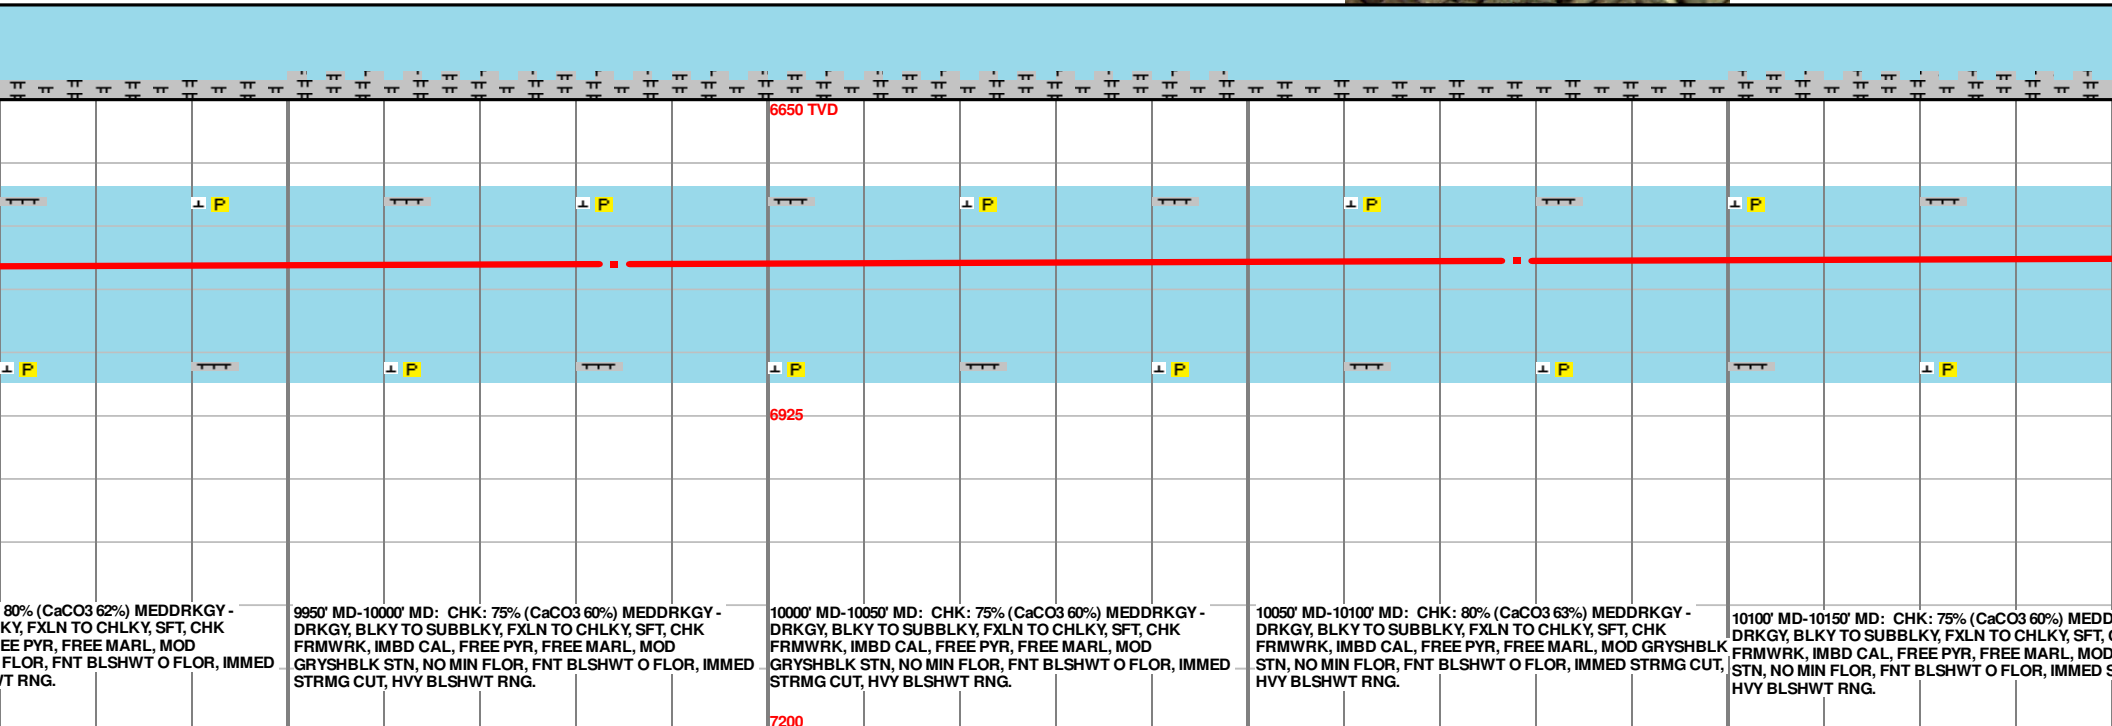 6650 TVD
P
P
P
P
P
P
P
P
P
P
P
6925
80% (CaCO3 62%) MEDDRKGY -
KY, FXLN TO CHLKY, SFT, CHK
EE PYR, FREE MARL, MOD
FLOR, FNT BLSHWT O FLOR, IMMED
T RNG.
9950' MD-10000' MD: CHK: 75% (CaCO3 60%) MEDDRKGY -
DRKGY, BLKY TO SUBBLKY, FXLN TO CHLKY, SFT, CHK
FRMWRK, IMBD CAL, FREE PYR, FREE MARL, MOD
GRYSHBLK STN, NO MIN FLOR, FNT BLSHWT O FLOR, IMMED
STRMG CUT, HVY BLSHWT RNG.
10000' MD-10050' MD: CHK: 75% (CaCO3 60%) MEDDRKGY -
DRKGY, BLKY TO SUBBLKY, FXLN TO CHLKY, SFT, CHK
FRMWRK, IMBD CAL, FREE PYR, FREE MARL, MOD
GRYSHBLK STN, NO MIN FLOR, FNT BLSHWT O FLOR, IMMED
STRMG CUT, HVY BLSHWT RNG.
10050' MD-10100' MD: CHK: 80% (CaCO3 63%) MEDDRKGY -
DRKGY, BLKY TO SUBBLKY, FXLN TO CHLKY, SFT, CHK
FRMWRK, IMBD CAL, FREE PYR, FREE MARL, MOD GRYSHBLK
STN, NO MIN FLOR, FNT BLSHWT O FLOR, IMMED STRMG CUT,
HVY BLSHWT RNG.
10100' MD-10150' MD: CHK: 75% (CaCO3 60%) MEDD
DRKGY, BLKY TO SUBBLKY, FXLN TO CHLKY, SFT,
FRMWRK, IMBD CAL, FREE PYR, FREE MARL, MOD
STN, NO MIN FLOR, FNT BLSHWT O FLOR, IMMED S
HVY BLSHWT RNG.
7200